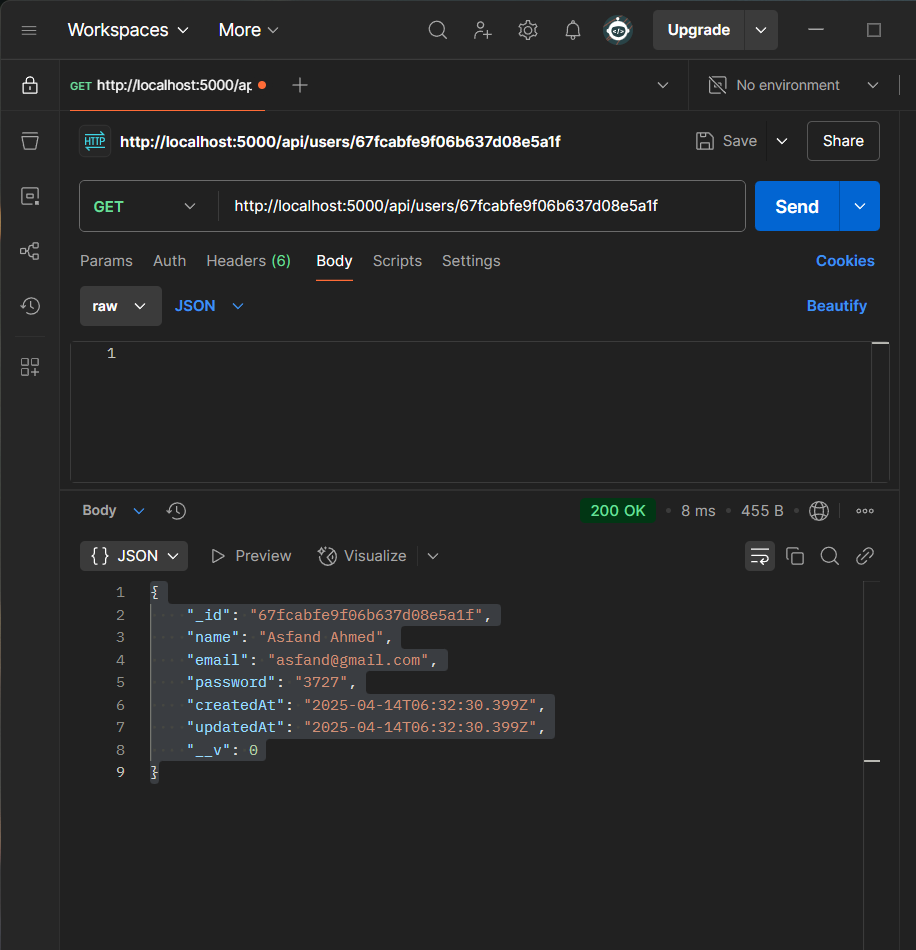 Workspaces More Upgrade
GET http://localhost:5000/ap No environment
HTTP http://localhost:5000/api/users/67fcabfe9f06b637d08e5a1f Save Share
GET http://localhost:5000/api/users/67fcabfe9f06b637d08e5a1f Send
Params Auth Headers (6) Body Scripts Settings Cookies
raw JSON Beautify
1
Body 200 OK • 8 ms • 455 B •
{} JSON Preview Visualize
1 {
2 "_id": "67fcabfe9f06b637d08e5a1f",
3 "name": "Asfand Ahmed",
4 "email": "asfand@gmail.com",
5 "password": "3727",
6 "createdAt": "2025-04-14T06:32:30.399Z",
7 "updatedAt": "2025-04-14T06:32:30.399Z",
8 "__v": 0
9 }